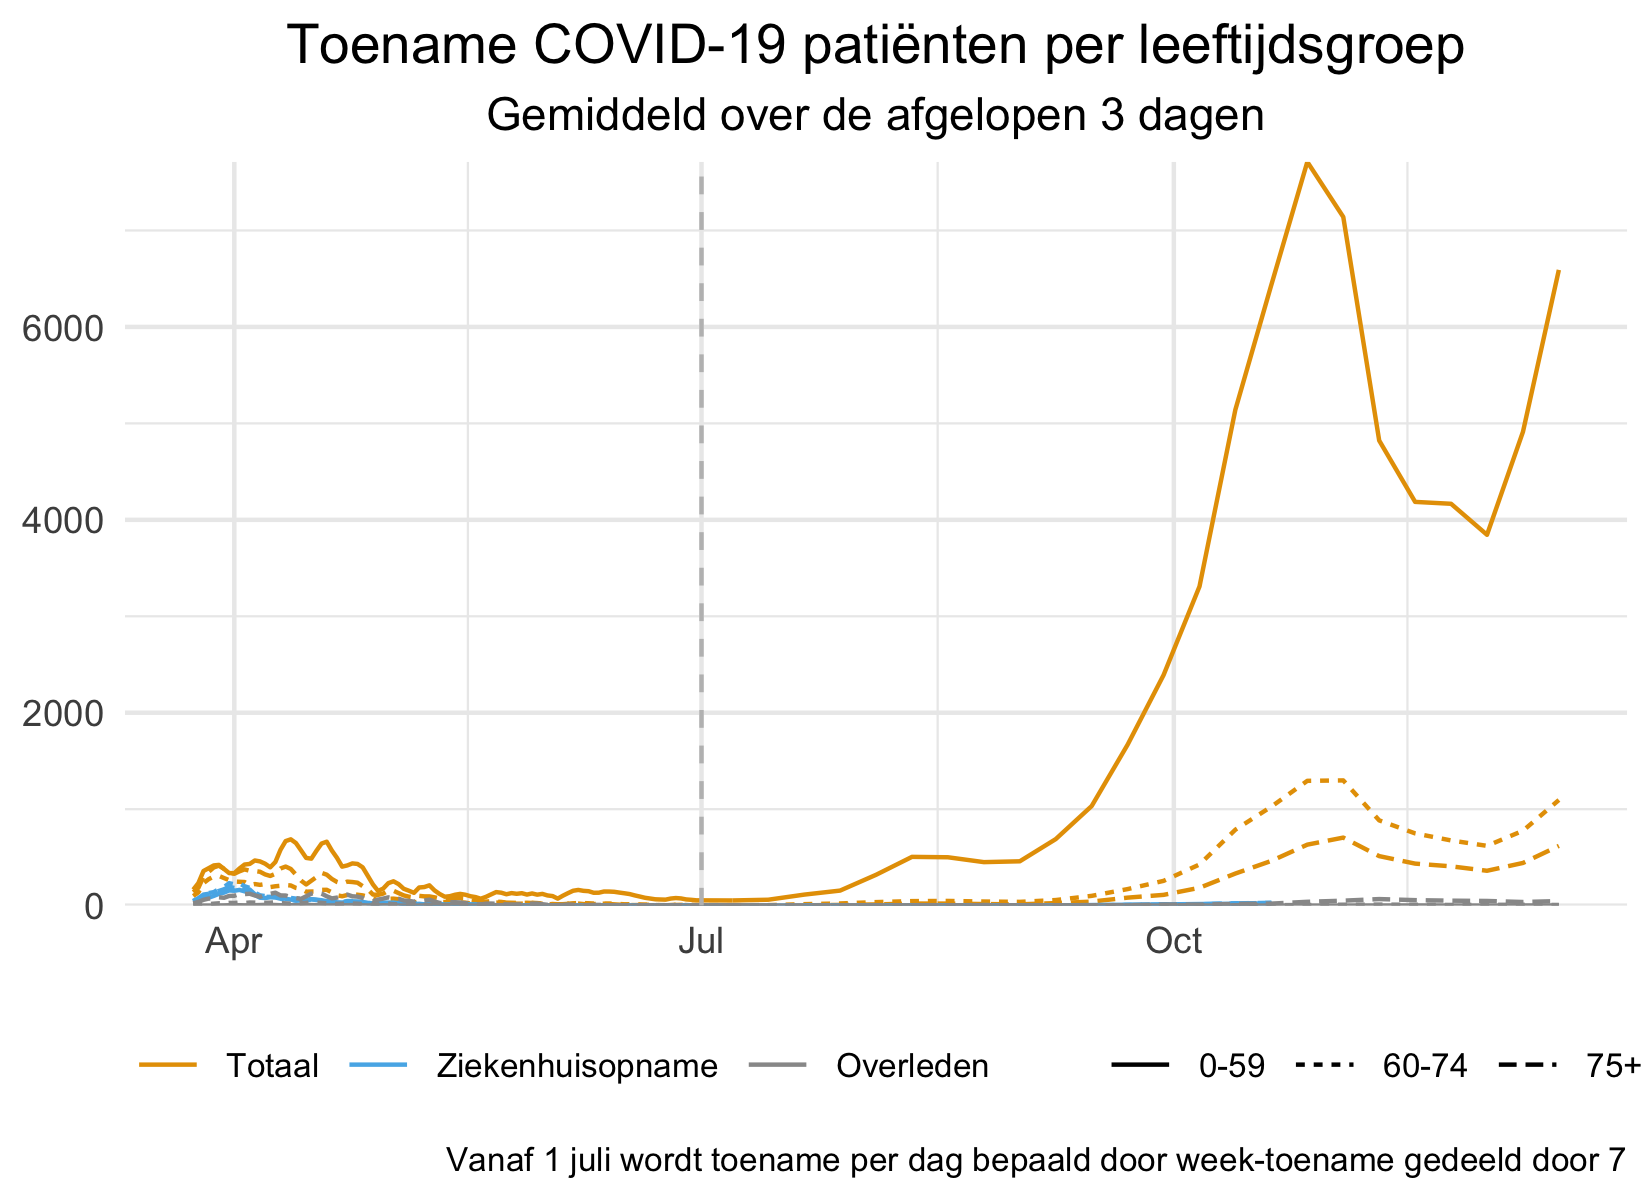 Toename COVID-19 patiënten per leeftijdsgroep
Gemiddeld over de afgelopen 3 dagen
6000
4000
2000
0
Apr Jul Oct
Totaal Ziekenhuisopname Overleden 0-59 60-74 75+
Vanaf 1 juli wordt toename per dag bepaald door week-toename gedeeld door 7